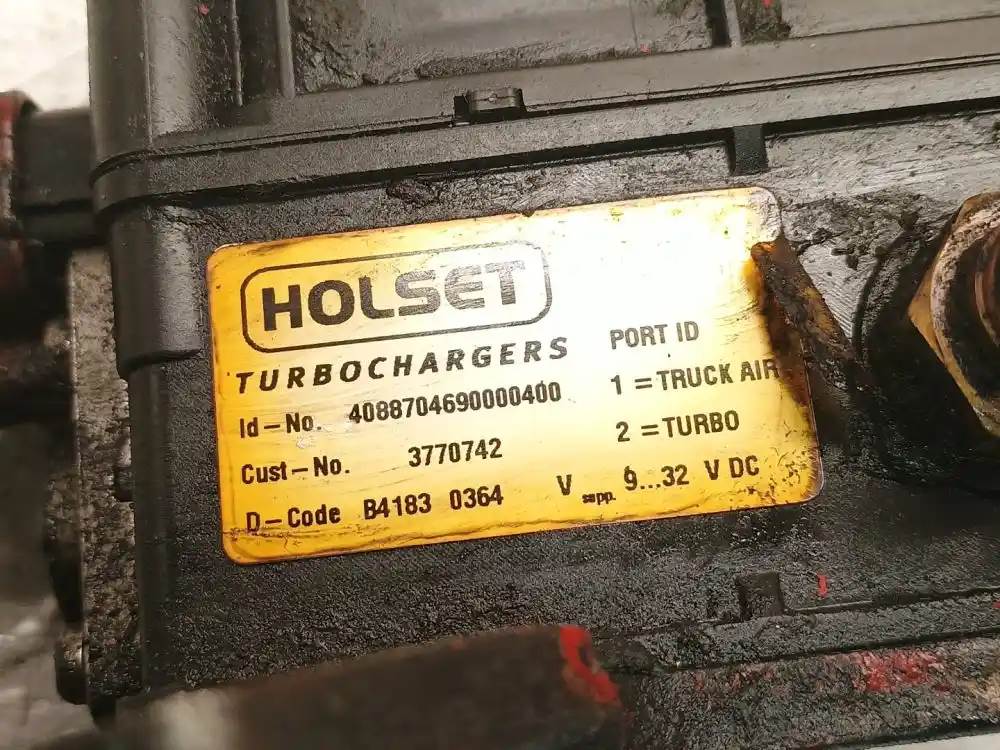 HOLSET
TURBOCHARGERS
Id-No. 4088704690000400
Cust-No. 3770742
D-Code B4183 0364
PORT ID
1 = TRUCK AIR
2 = TURBO
V sapp. 9...32 V DC